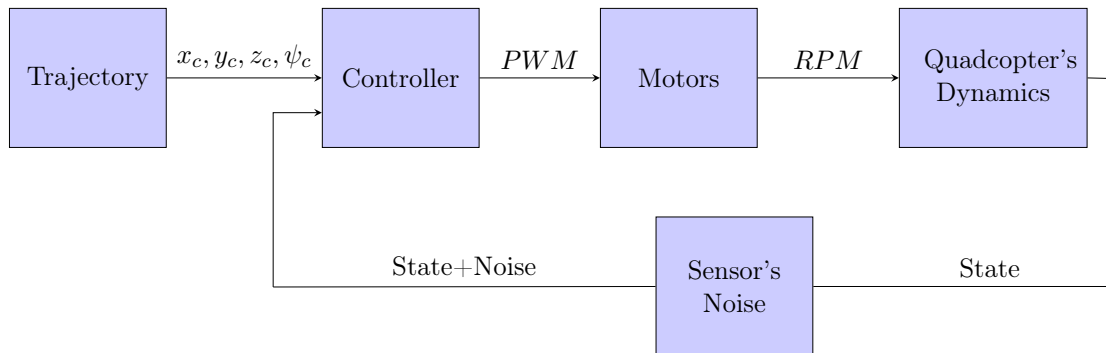 Trajectory
x_c, y_c, z_c, ψ_c
Controller
PWM
Motors
RPM
Quadcopter's
Dynamics
State+Noise
Sensor's
Noise
State